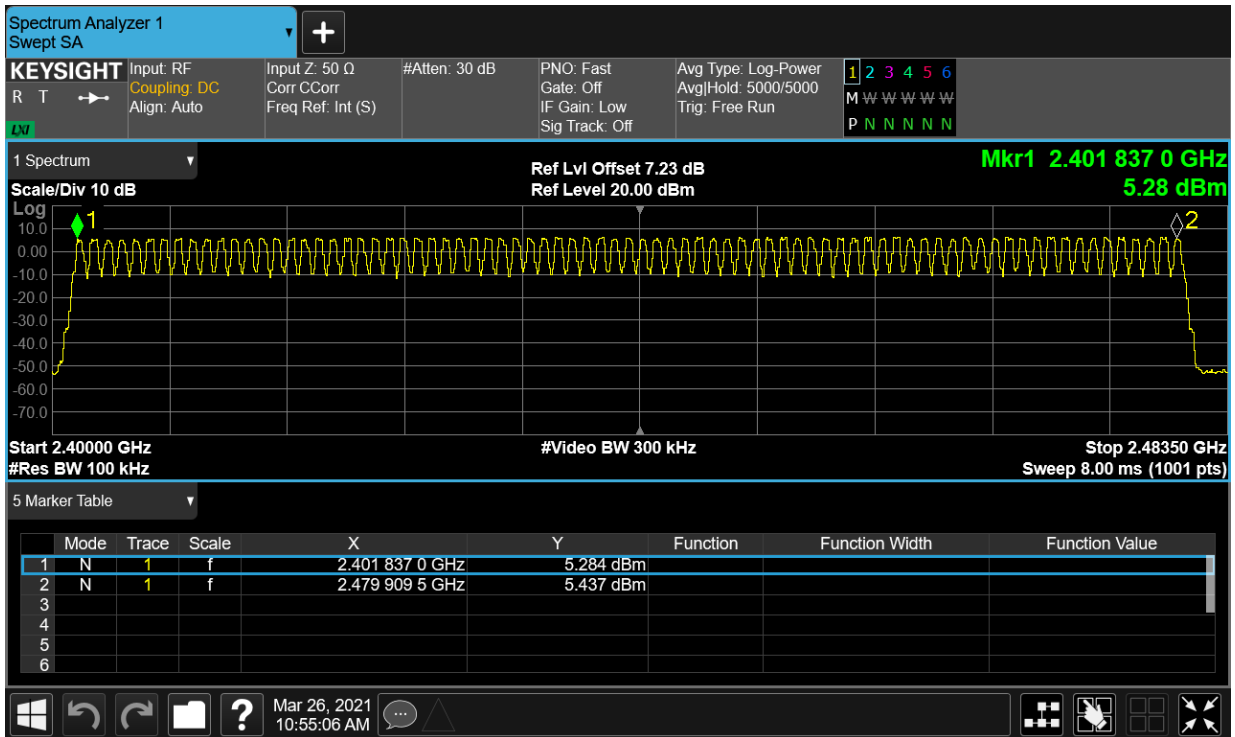 Spectrum Analyzer 1
Swept SA
+
KEYSIGHT
R T
LXI
Input: RF
Coupling: DC
Align: Auto
Input Z: 50 Ω
Corr CCorr
Freq Ref: Int (S)
#Atten: 30 dB
PNO: Fast
Gate: Off
IF Gain: Low
Sig Track: Off
Avg Type: Log-Power
Avg|Hold: 5000/5000
Trig: Free Run
1 2 3 4 5 6
M W W W W W
P N N N N N
1 Spectrum
Scale/Div 10 dB
Ref Lvl Offset 7.23 dB
Ref Level 20.00 dBm
Mkr1 2.401 837 0 GHz
5.28 dBm
Log
10.0
0.00
-10.0
-20.0
-30.0
-40.0
-50.0
-60.0
-70.0
1
2
Start 2.40000 GHz
#Video BW 300 kHz
Stop 2.48350 GHz
#Res BW 100 kHz
Sweep 8.00 ms (1001 pts)
5 Marker Table
Mode Trace Scale X Y Function Function Width Function Value
1 N 1 f 2.401 837 0 GHz 5.284 dBm
2 N 1 f 2.479 909 5 GHz 5.437 dBm
3
4
5
6
?
Mar 26, 2021
10:55:06 AM